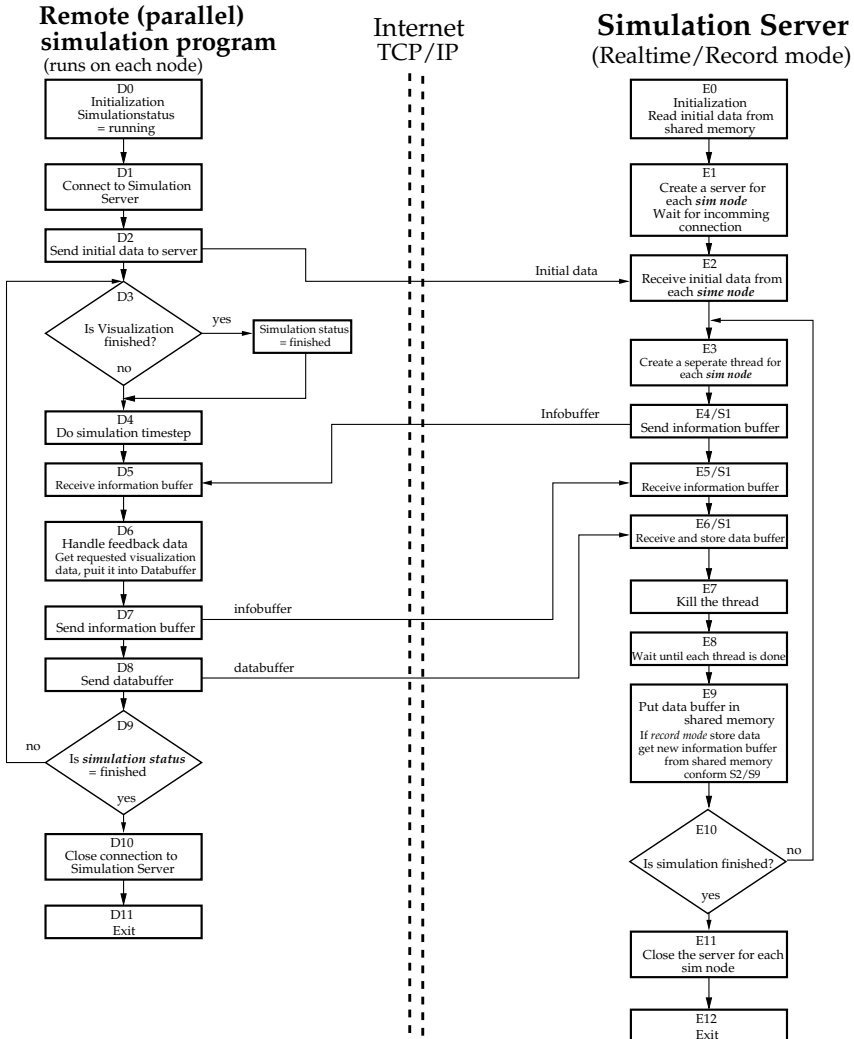 Remote (parallel)
simulation program
(runs on each node)
D0
Initialization
Simulationstatus
= running
D1
Connect to Simulation
Server
D2
Send initial data to server
D3
Is Visualization
finished?
yes
no
Simulation status
= finished
D4
Do simulation timestep
D5
Receive information buffer
D6
Handle feedback data
Get requested visualization
data, puit it into Databuffer
D7
Send information buffer
D8
Send databuffer
D9
Is simulation status
= finished
no
yes
D10
Close connection to
Simulation Server
D11
Exit
Internet
TCP/IP
Initial data
Infobuffer
infobuffer
databuffer
Simulation Server
(Realtime/Record mode)
E0
Initialization
Read initial data from
shared memory
E1
Create a server for
each sim node
Wait for incomming
connection
E2
Receive initial data from
each sime node
E3
Create a seperate thread for
each sim node
E4/S1
Send information buffer
E5/S1
Receive information buffer
E6/S1
Receive and store data buffer
E7
Kill the thread
E8
Wait until each thread is done
E9
Put data buffer in
shared memory
If record mode store data
get new information buffer
from shared memory
conform S2/S9
E10
Is simulation finished?
no
yes
E11
Close the server for each
sim node
E12
Exit